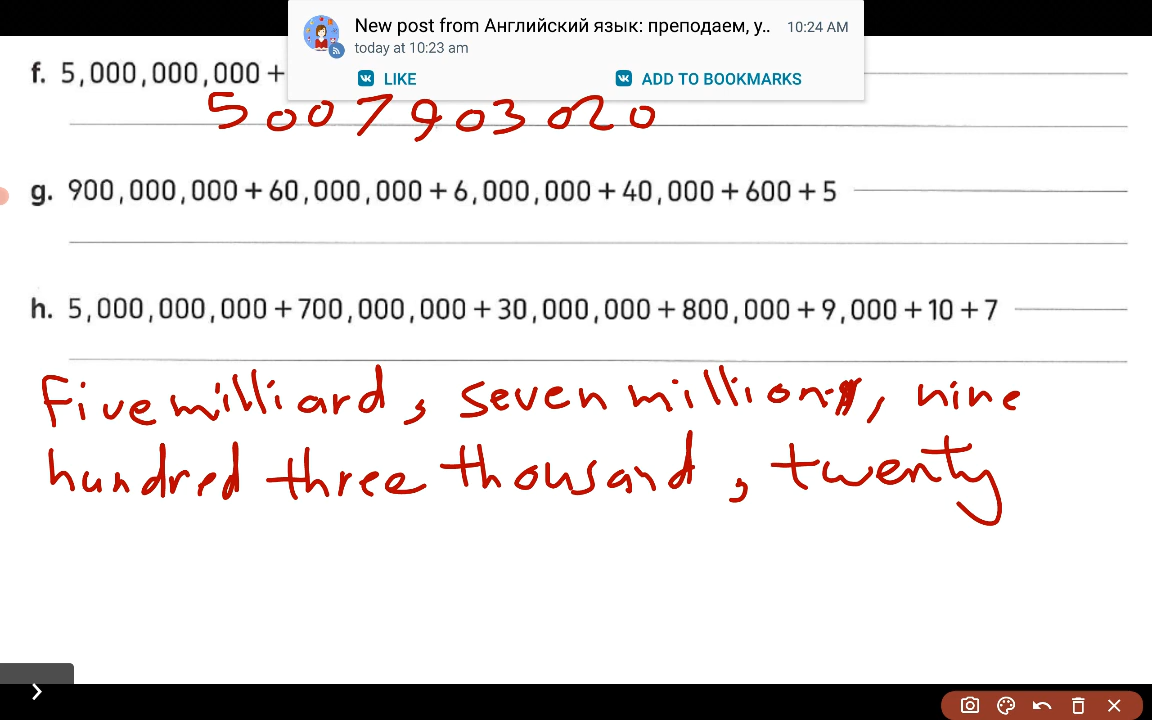 New post from Английский язык: преподаем, у..
10:24 AM
today at 10:23 am
LIKE
ADD TO BOOKMARKS
f. 5,000,000,000 +
5007903020
g. 900,000,000 + 60,000,000 + 6,000,000 + 40,000 + 600 + 5
h. 5,000,000,000 + 700,000,000 + 30,000,000 + 800,000 + 9,000 + 10 + 7
Five milliard, seven million, nine
hundred three thousand, twenty